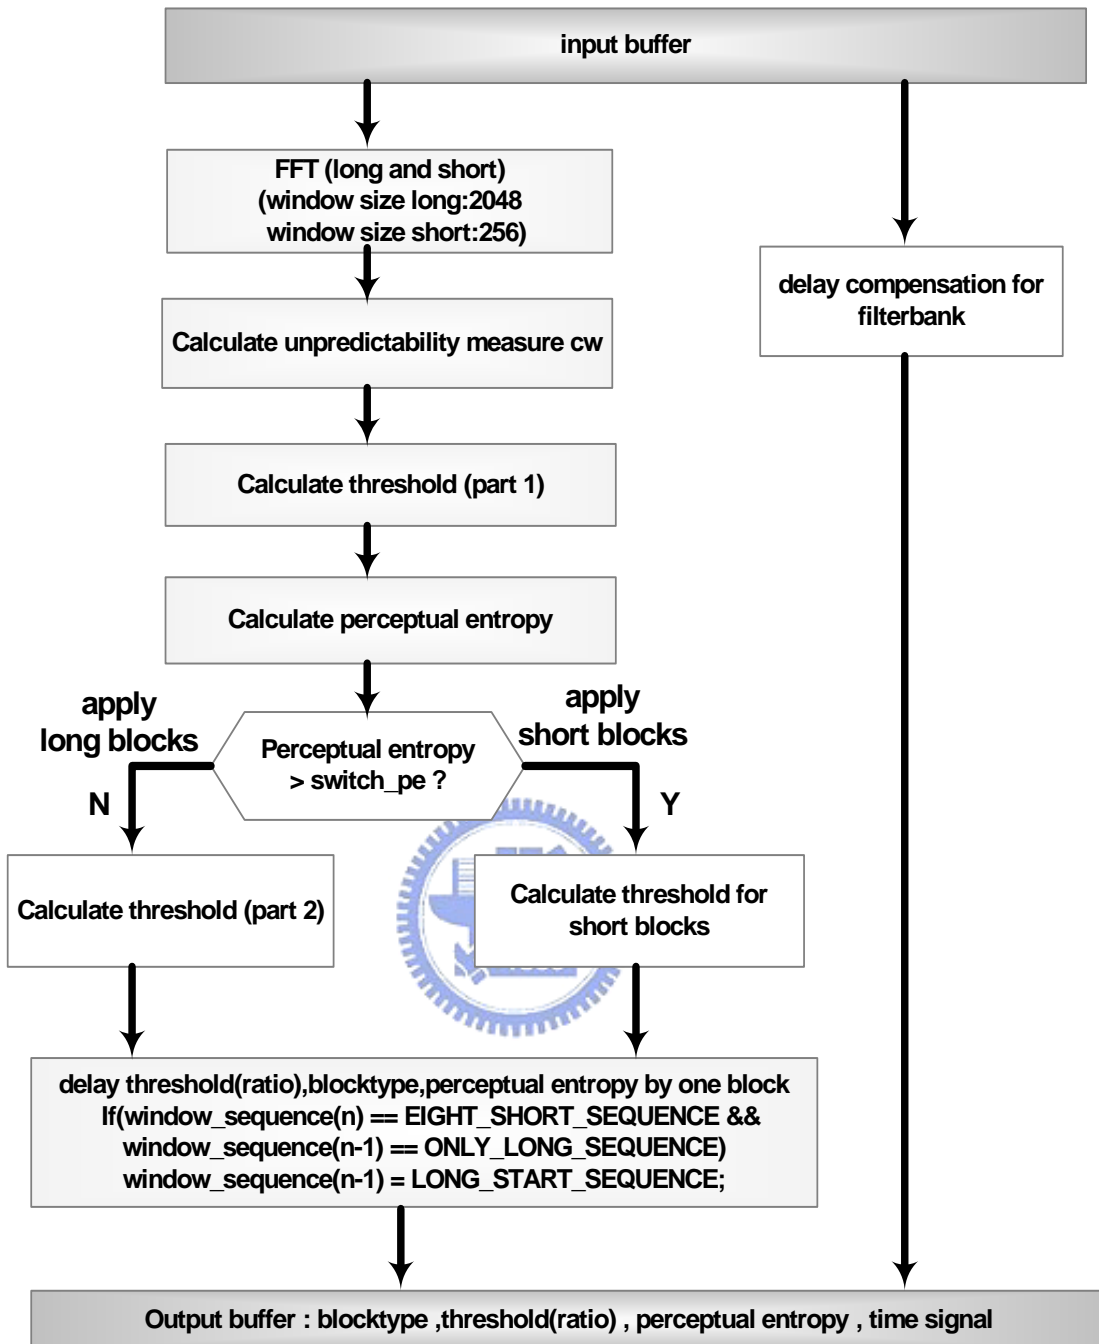 input buffer
FFT (long and short)
(window size long:2048
window size short:256)
delay compensation for
filterbank
Calculate unpredictability measure cw
Calculate threshold (part 1)
Calculate perceptual entropy
apply
long blocks
apply
short blocks
Perceptual entropy
> switch_pe ?
N
Y
Calculate threshold (part 2)
Calculate threshold for
short blocks
delay threshold(ratio),blocktype,perceptual entropy by one block
If(window_sequence(n) == EIGHT_SHORT_SEQUENCE &&
window_sequence(n-1) == ONLY_LONG_SEQUENCE)
window_sequence(n-1) = LONG_START_SEQUENCE;
Output buffer : blocktype ,threshold(ratio) , perceptual entropy , time signal